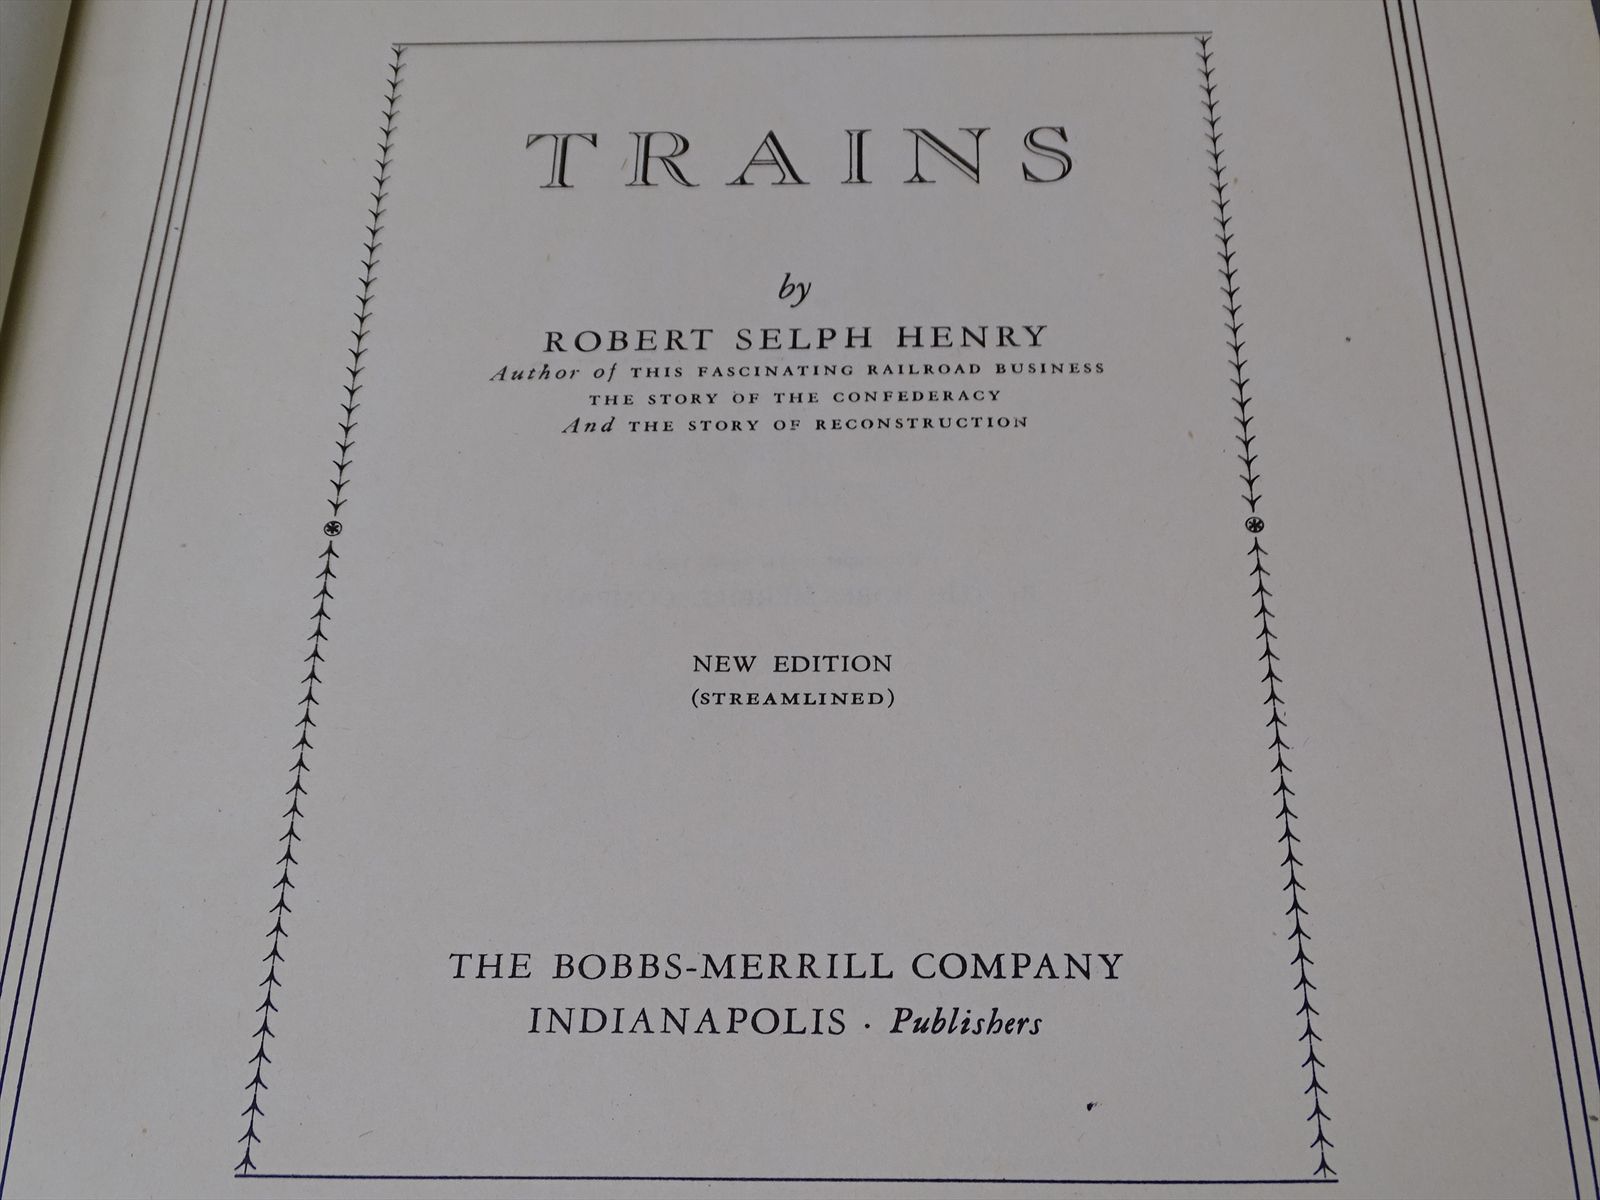 TRAINS
by
ROBERT SELPH HENRY
Author of THIS FASCINATING RAILROAD BUSINESS
THE STORY OF THE CONFEDERACY
And THE STORY OF RECONSTRUCTION
NEW EDITION
(STREAMLINED)
THE BOBBS-MERRILL COMPANY
INDIANAPOLIS · Publishers